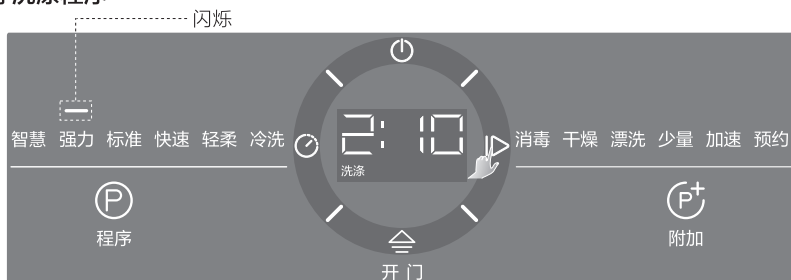 闪烁
2:10
智慧 强力 标准 快速 轻柔 冷洗
洗涤
消毒 干燥 漂洗 少量 加速 预约
P
程序
P+
附加
开门